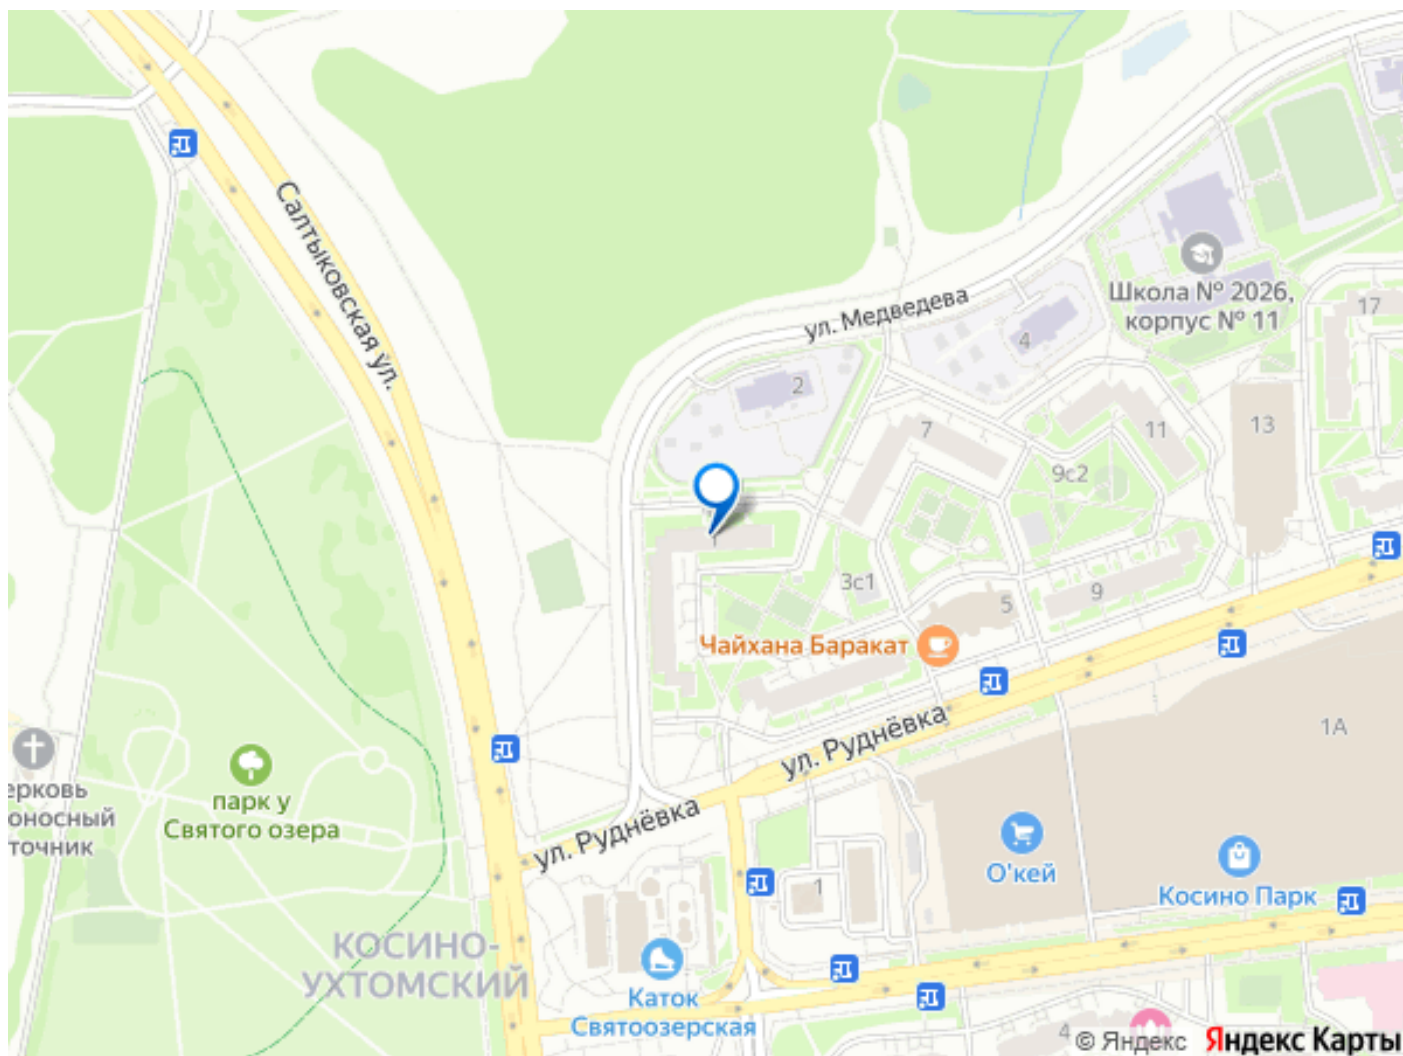 Салтыковская ул.
ул. Медведева
Школа № 2026,
корпус № 11
17
4
2
7
11
13
9с2
1
3с1
5
9
Чайхана Баракат
ул. Руднёвка
1А
ерковь
оносный
точник
парк у
Святого озера
ул. Руднёвка
О'кей
Косино Парк
1
КОСИНО-
УХТОМСКИЙ
Каток
Святоозерская
4
© Яндекс Яндекс Карты